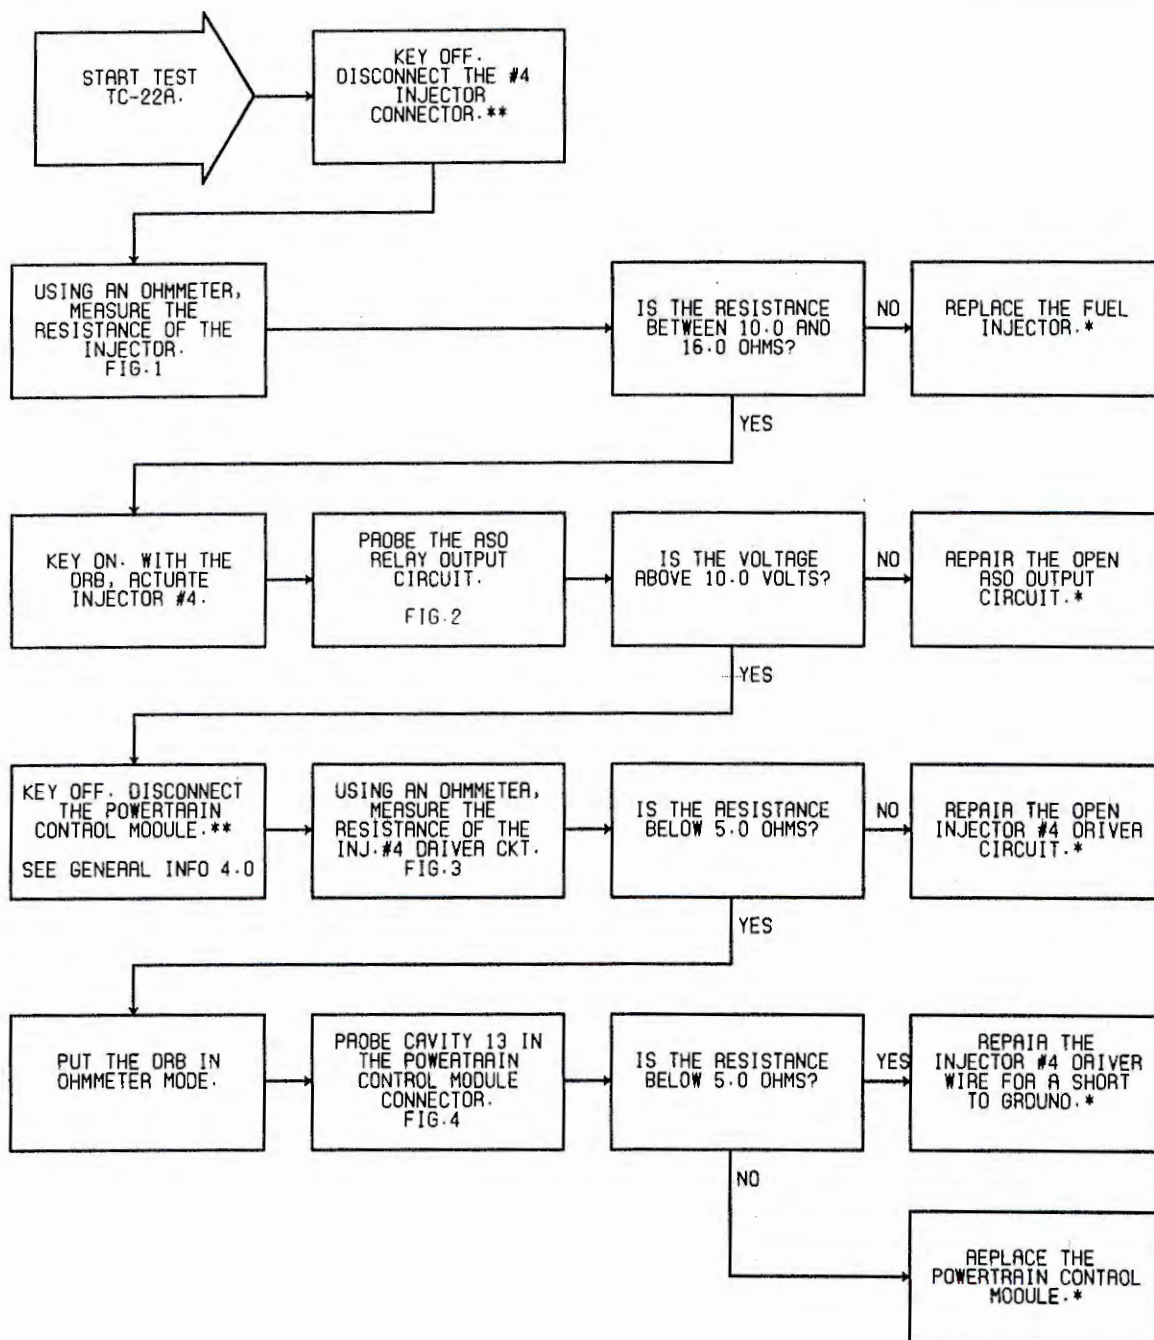 START TEST
TC-22A.
KEY OFF.
DISCONNECT THE #4
INJECTOR
CONNECTOR.**
USING AN OHMMETER,
MEASURE THE
RESISTANCE OF THE
INJECTOR.
FIG.1
IS THE RESISTANCE
BETWEEN 10.0 AND
16.0 OHMS?
NO
REPLACE THE FUEL
INJECTOR.*
YES
KEY ON. WITH THE
DRB, ACTUATE
INJECTOR #4.
PROBE THE ASD
RELAY OUTPUT
CIRCUIT.
FIG.2
IS THE VOLTAGE
ABOVE 10.0 VOLTS?
NO
REPAIR THE OPEN
ASD OUTPUT
CIRCUIT.*
YES
KEY OFF. DISCONNECT
THE POWERTRAIN
CONTROL MODULE.**
SEE GENERAL INFO 4.0
USING AN OHMMETER,
MEASURE THE
RESISTANCE OF THE
INJ.#4 DRIVER CKT.
FIG.3
IS THE RESISTANCE
BELOW 5.0 OHMS?
NO
REPAIR THE OPEN
INJECTOR #4 DRIVER
CIRCUIT.*
YES
PUT THE DRB IN
OHMMETER MODE.
PROBE CAVITY 13 IN
THE POWERTRAIN
CONTROL MODULE
CONNECTOR.
FIG.4
IS THE RESISTANCE
BELOW 5.0 OHMS?
YES
REPAIR THE
INJECTOR #4 DRIVER
WIRE FOR A SHORT
TO GROUND.*
NO
REPLACE THE
POWERTRAIN CONTROL
MODULE.*